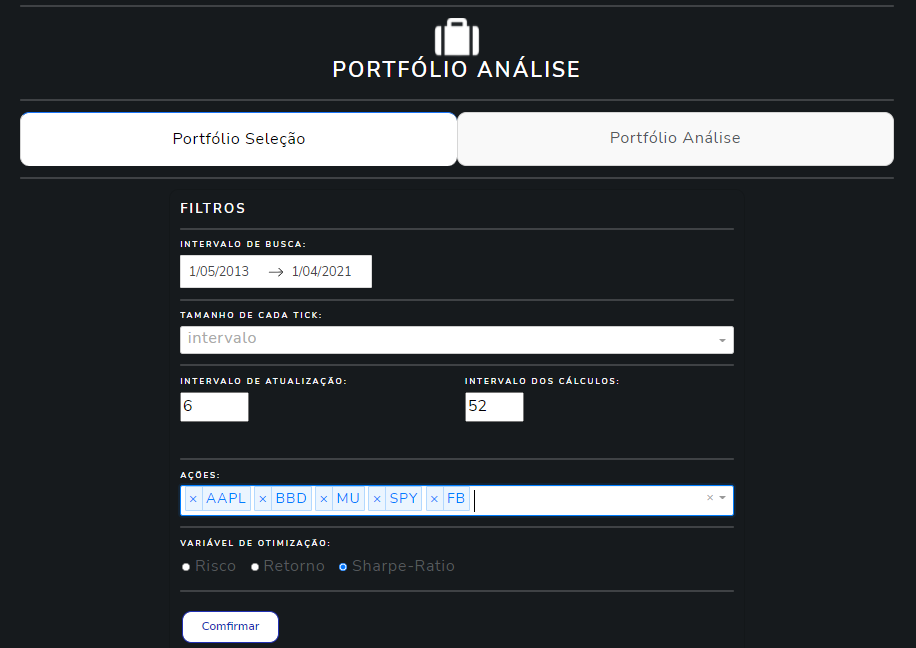 PORTFÓLIO ANÁLISE
Portfólio Seleção
Portfólio Análise
FILTROS
INTERVALO DE BUSCA:
1/05/2013 → 1/04/2021
TAMANHO DE CADA TICK:
intervalo
INTERVALO DE ATUALIZAÇÃO:
INTERVALO DOS CÁLCULOS:
6
52
AÇÕES:
× AAPL × BBD × MU × SPY × FB ×
VARIÁVEL DE OTIMIZAÇÃO:
Risco Retorno Sharpe-Ratio
Comfirmar